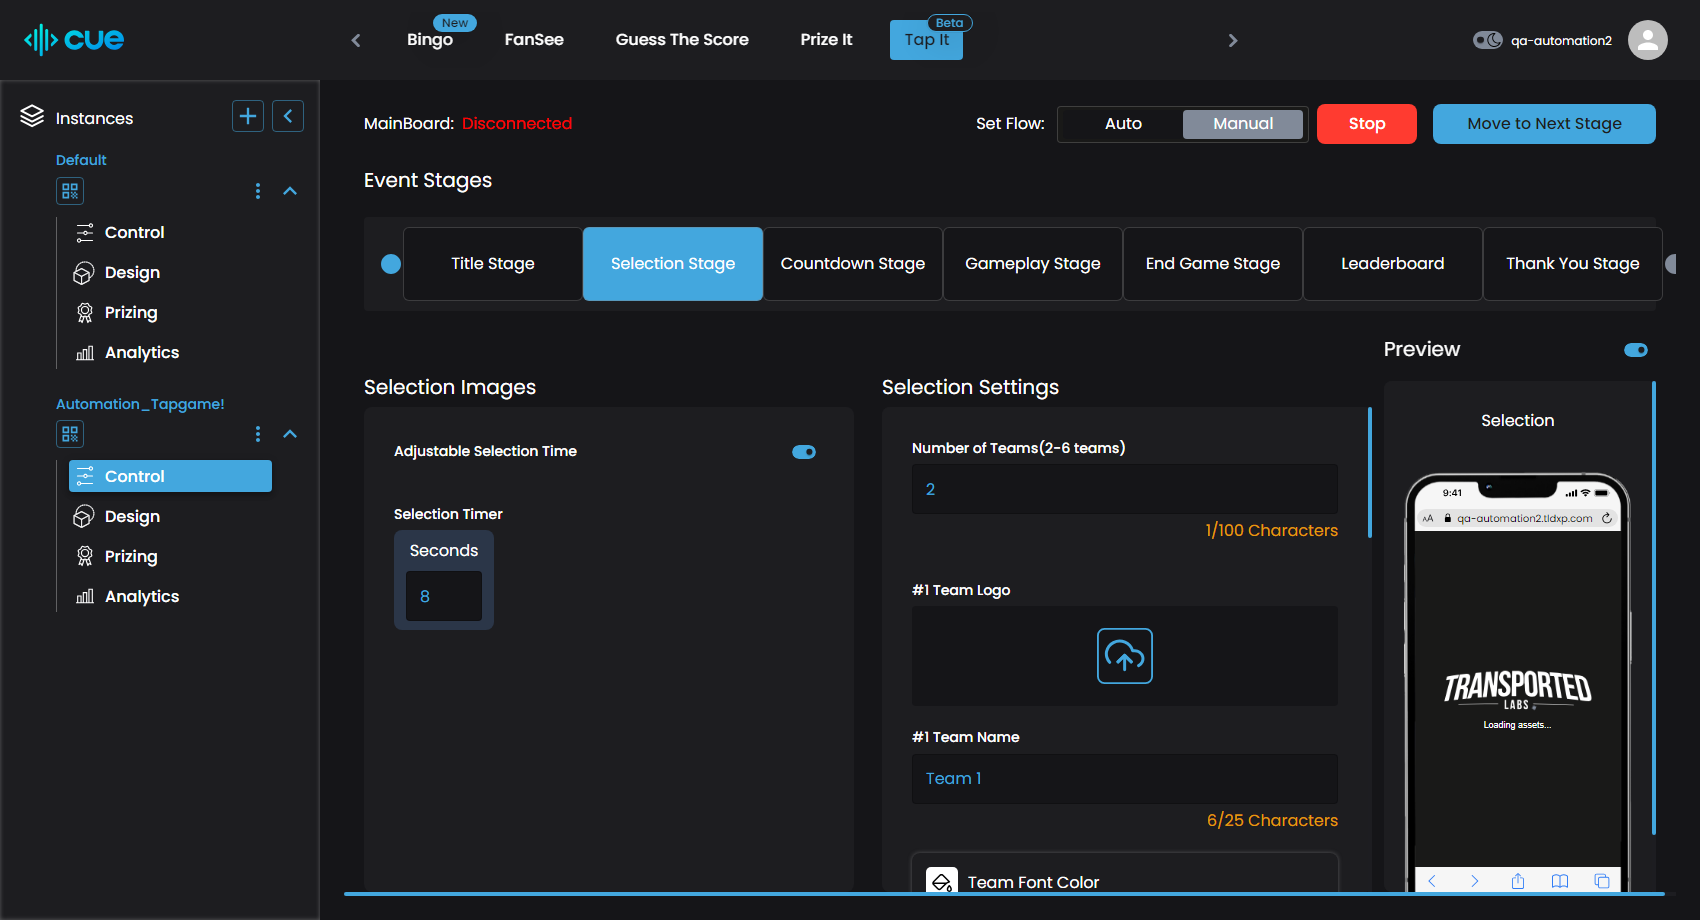 cue
Bingo
New
FanSee
Guess The Score
Prize It
Tap It
Beta
qa-automation2
Instances
Default
Control
Design
Prizing
Analytics
Automation_Tapgame!
Control
Design
Prizing
Analytics
MainBoard: Disconnected
Set Flow:
Auto
Manual
Stop
Move to Next Stage
Event Stages
Title Stage
Selection Stage
Countdown Stage
Gameplay Stage
End Game Stage
Leaderboard
Thank You Stage
Selection Images
Adjustable Selection Time
Selection Timer
Seconds
8
Selection Settings
Number of Teams(2-6 teams)
2
1/100 Characters
#1 Team Logo
#1 Team Name
Team 1
6/25 Characters
Team Font Color
Preview
Selection
9:41
AA
qa-automation2.tldxp.com
TRANSPORTED
LABS
Loading assets...